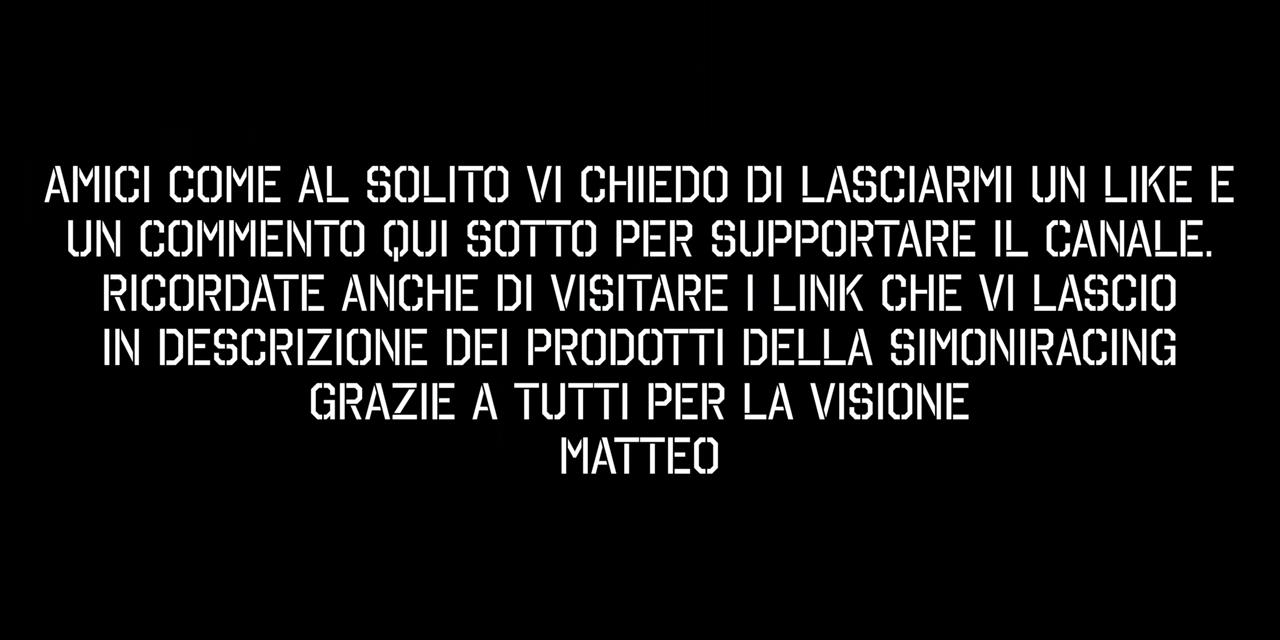 AMICI COME AL SOLITO VI CHIEDO DI LASCIARMI UN LIKE E
UN COMMENTO QUI SOTTO PER SUPPORTARE IL CANALE.
RICORDATE ANCHE DI VISITARE I LINK CHE VI LASCIO
IN DESCRIZIONE DEI PRODOTTI DELLA SIMONIRACING
GRAZIE A TUTTI PER LA VISIONE
MATTEO